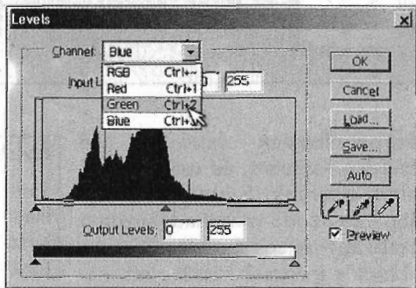 Levels
Channel: Blue
OK
RGB Ctrl+~
Red Ctrl+1
Green Ctrl+2
Blue
255
Cancel
Load...
Save...
Auto
Output Levels: 0 255
Preview